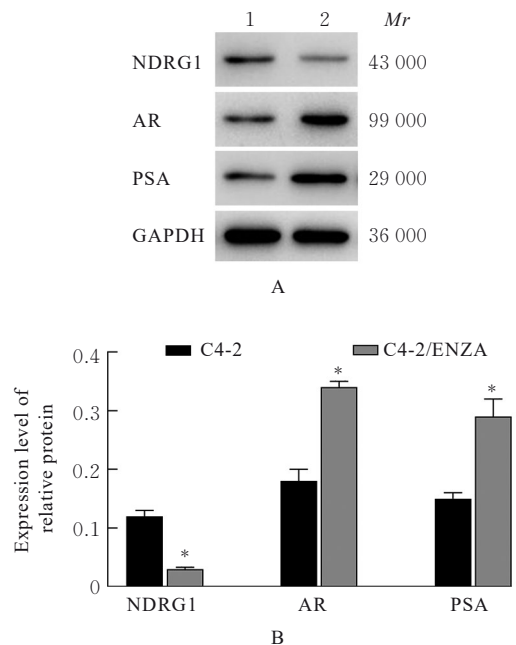 1 2 Mr
NDRG1 43 000
AR 99 000
PSA 29 000
GAPDH 36 000
A
C4-2 C4-2/ENZA
Expression level of
relative protein
0.4
0.3
0.2
0.1
0
* * *
NDRG1 AR PSA
B